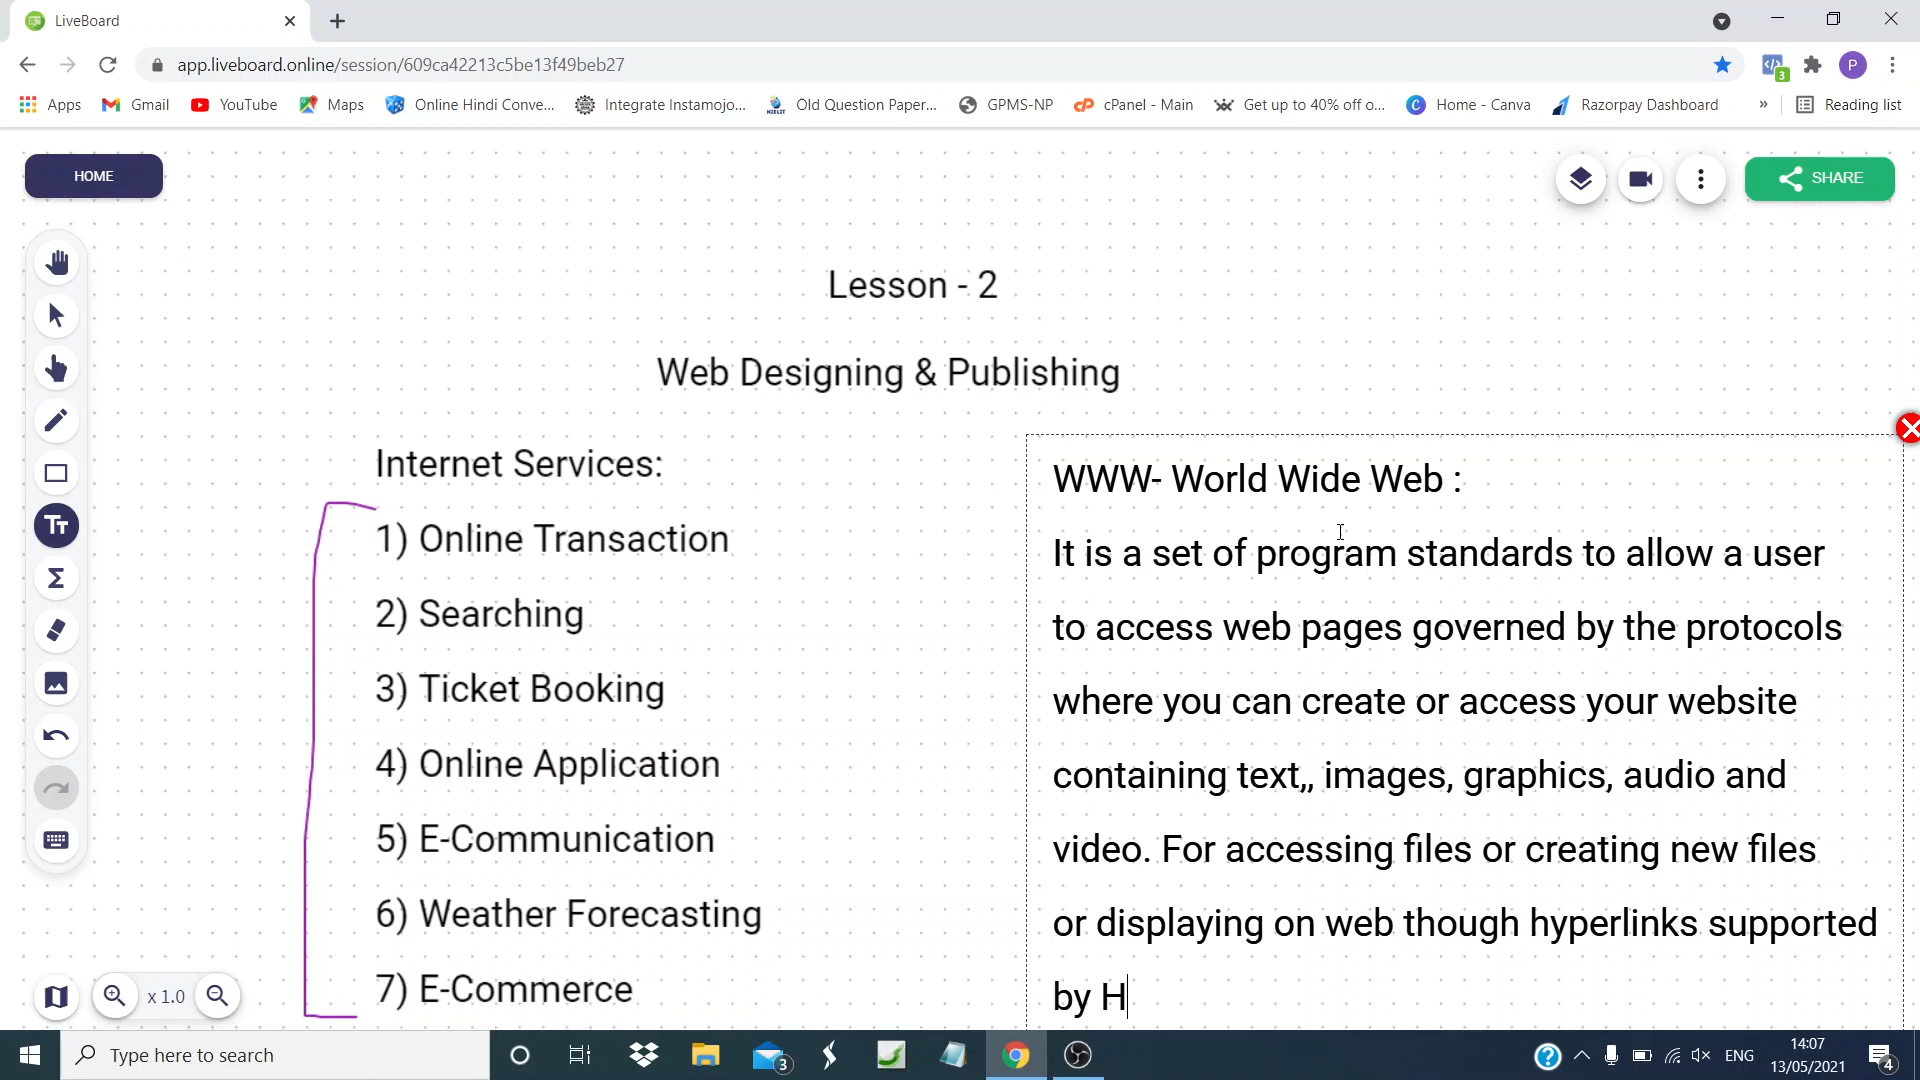 LiveBoard
app.liveboard.online/session/609ca42213c5be13f49beb27
P
3
Apps Gmail YouTube Maps Online Hindi Conve... Integrate Instamojo... Old Question Paper... GPMS-NP cPanel - Main Get up to 40% off o... Home - Canva Razorpay Dashboard » Reading list
HOME
SHARE
Lesson - 2
Web Designing & Publishing
Internet Services:
1) Online Transaction
2) Searching
3) Ticket Booking
4) Online Application
5) E-Communication
6) Weather Forecasting
7) E-Commerce
WWW- World Wide Web :
It is a set of program standards to allow a user
to access web pages governed by the protocols
where you can create or access your website
containing text,, images, graphics, audio and
video. For accessing files or creating new files
or displaying on web though hyperlinks supported
by H
Tт
x 1.0
Type here to search
3
ENG
14:07
13/05/2021
4